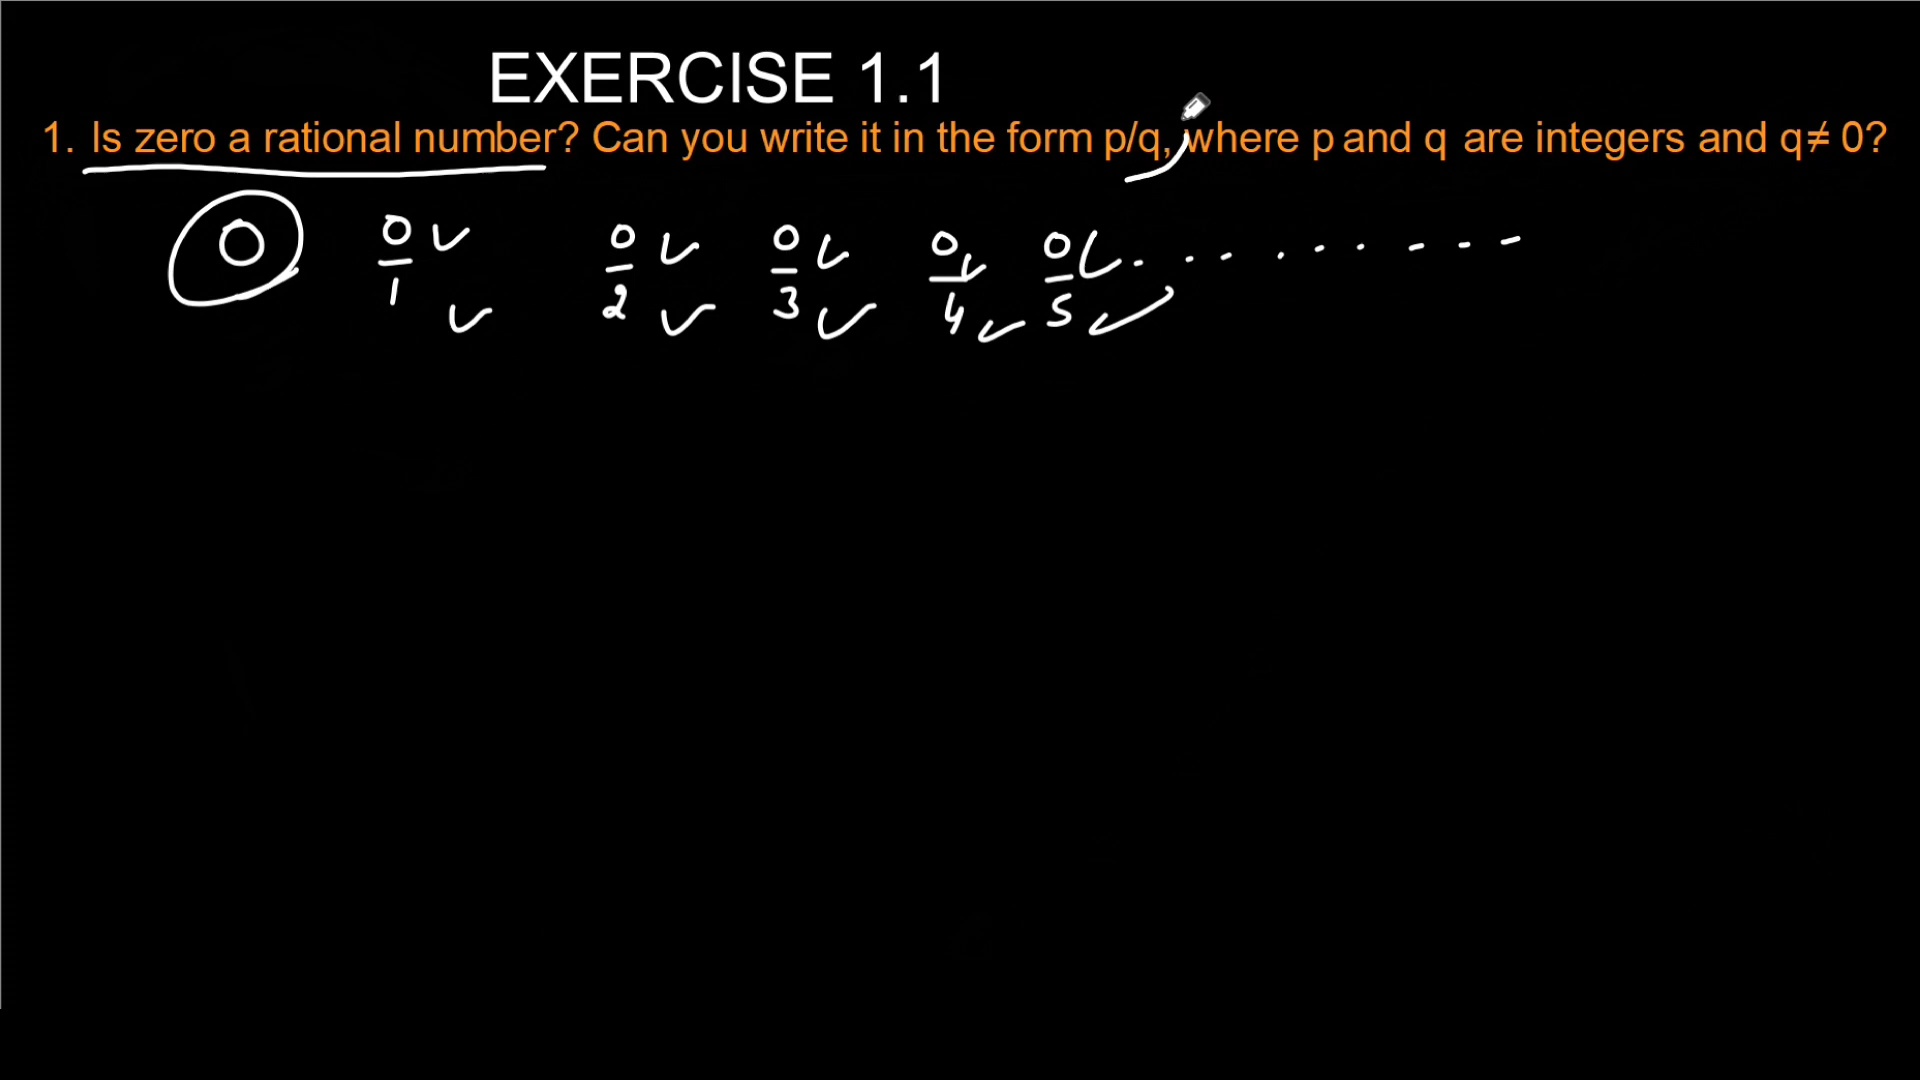 EXERCISE 1.1
1. Is zero a rational number? Can you write it in the form p/q, where p and q are integers and q≠ 0?
0 0/1 0/2 0/3 0/4 0/5 . . . . . . . . . .